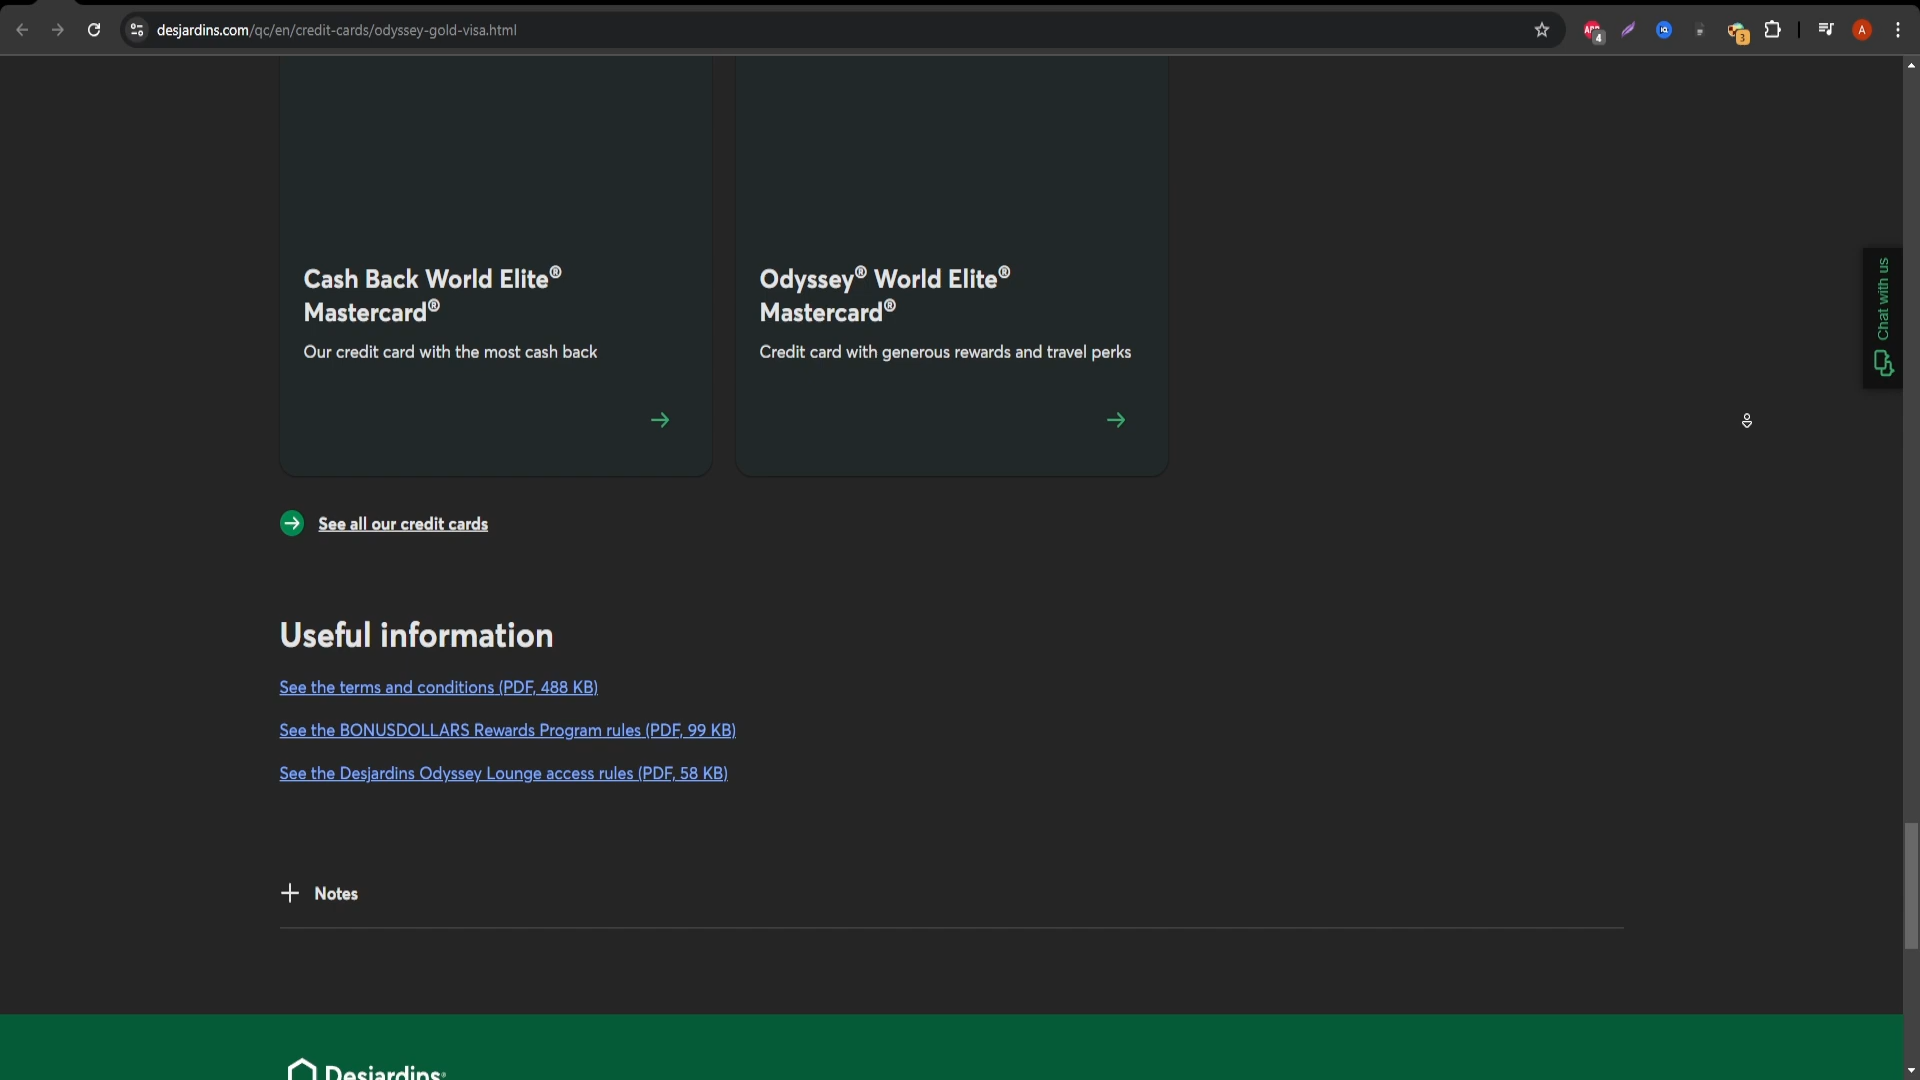 desjardins.com/qc/en/credit-cards/odyssey-gold-visa.html
4
3
A
Cash Back World Elite®
Mastercard®
Our credit card with the most cash back
Odyssey® World Elite®
Mastercard®
Credit card with generous rewards and travel perks
Chat with us
See all our credit cards
Useful information
See the terms and conditions (PDF, 488 KB)
See the BONUSDOLLARS Rewards Program rules (PDF, 99 KB)
See the Desjardins Odyssey Lounge access rules (PDF, 58 KB)
Notes
Desjardins